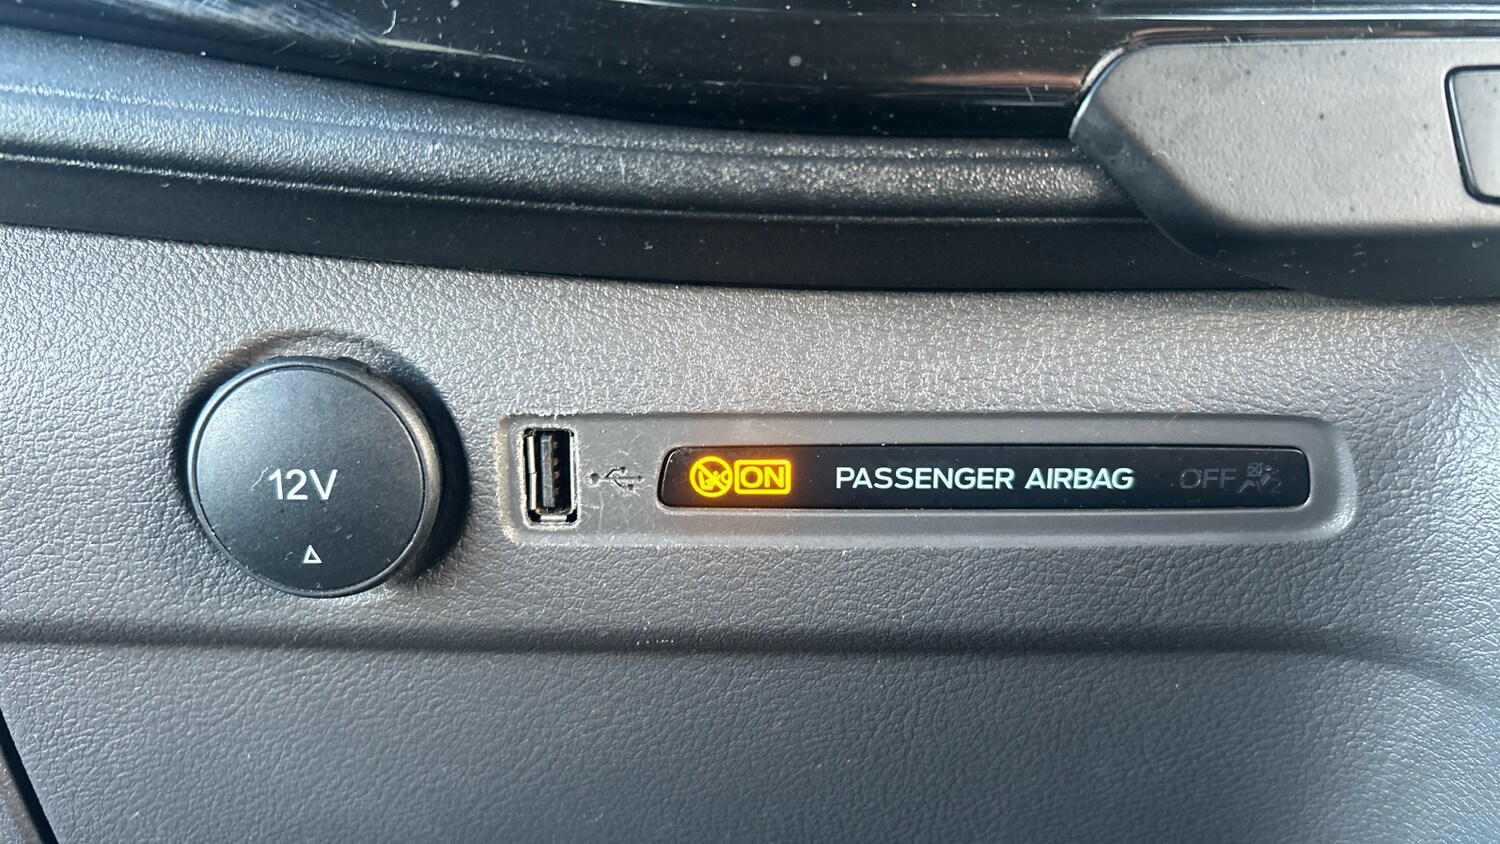 12V
ON PASSENGER AIRBAG OFF